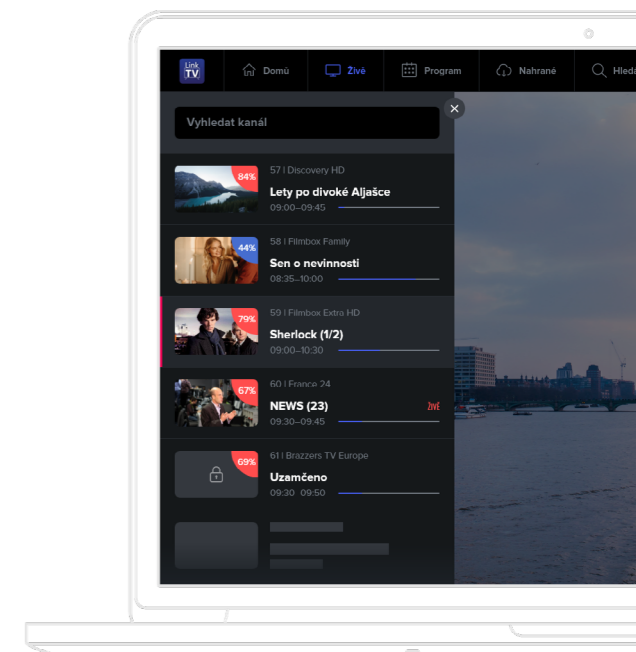 Link
TV
Domů
Živě
Program
Nahrané
Vyhledat kanál
84%
57 | Discovery HD
Lety po divoké Aljašce
09:00–09:45
44%
58 | Filmbox Family
Sen o nevinnosti
08:35–10:00
79%
59 | Filmbox Extra HD
Sherlock (1/2)
09:00–10:30
67%
60 | France 24
NEWS (23)
ŽIVĚ
09:30–09:45
69%
61 | Brazzers TV Europe
Uzamčeno
09:30 09:50